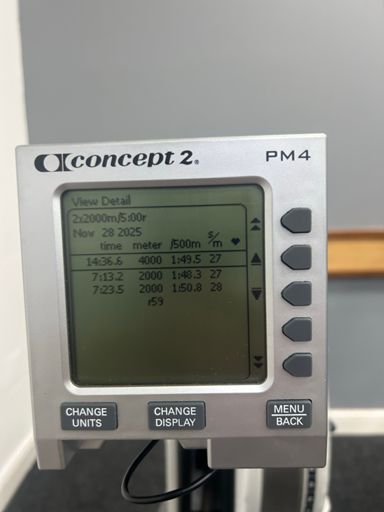 concept 2. PM4
View Detail
2x2000m/5:00r
Nov 28 2025
time meter /500m s/m ♥
14:36.6 4000 1:49.5 27
7:13.2 2000 1:48.3 27
7:23.5 2000 1:50.8 28
r59
CHANGE UNITS
CHANGE DISPLAY
MENU
BACK